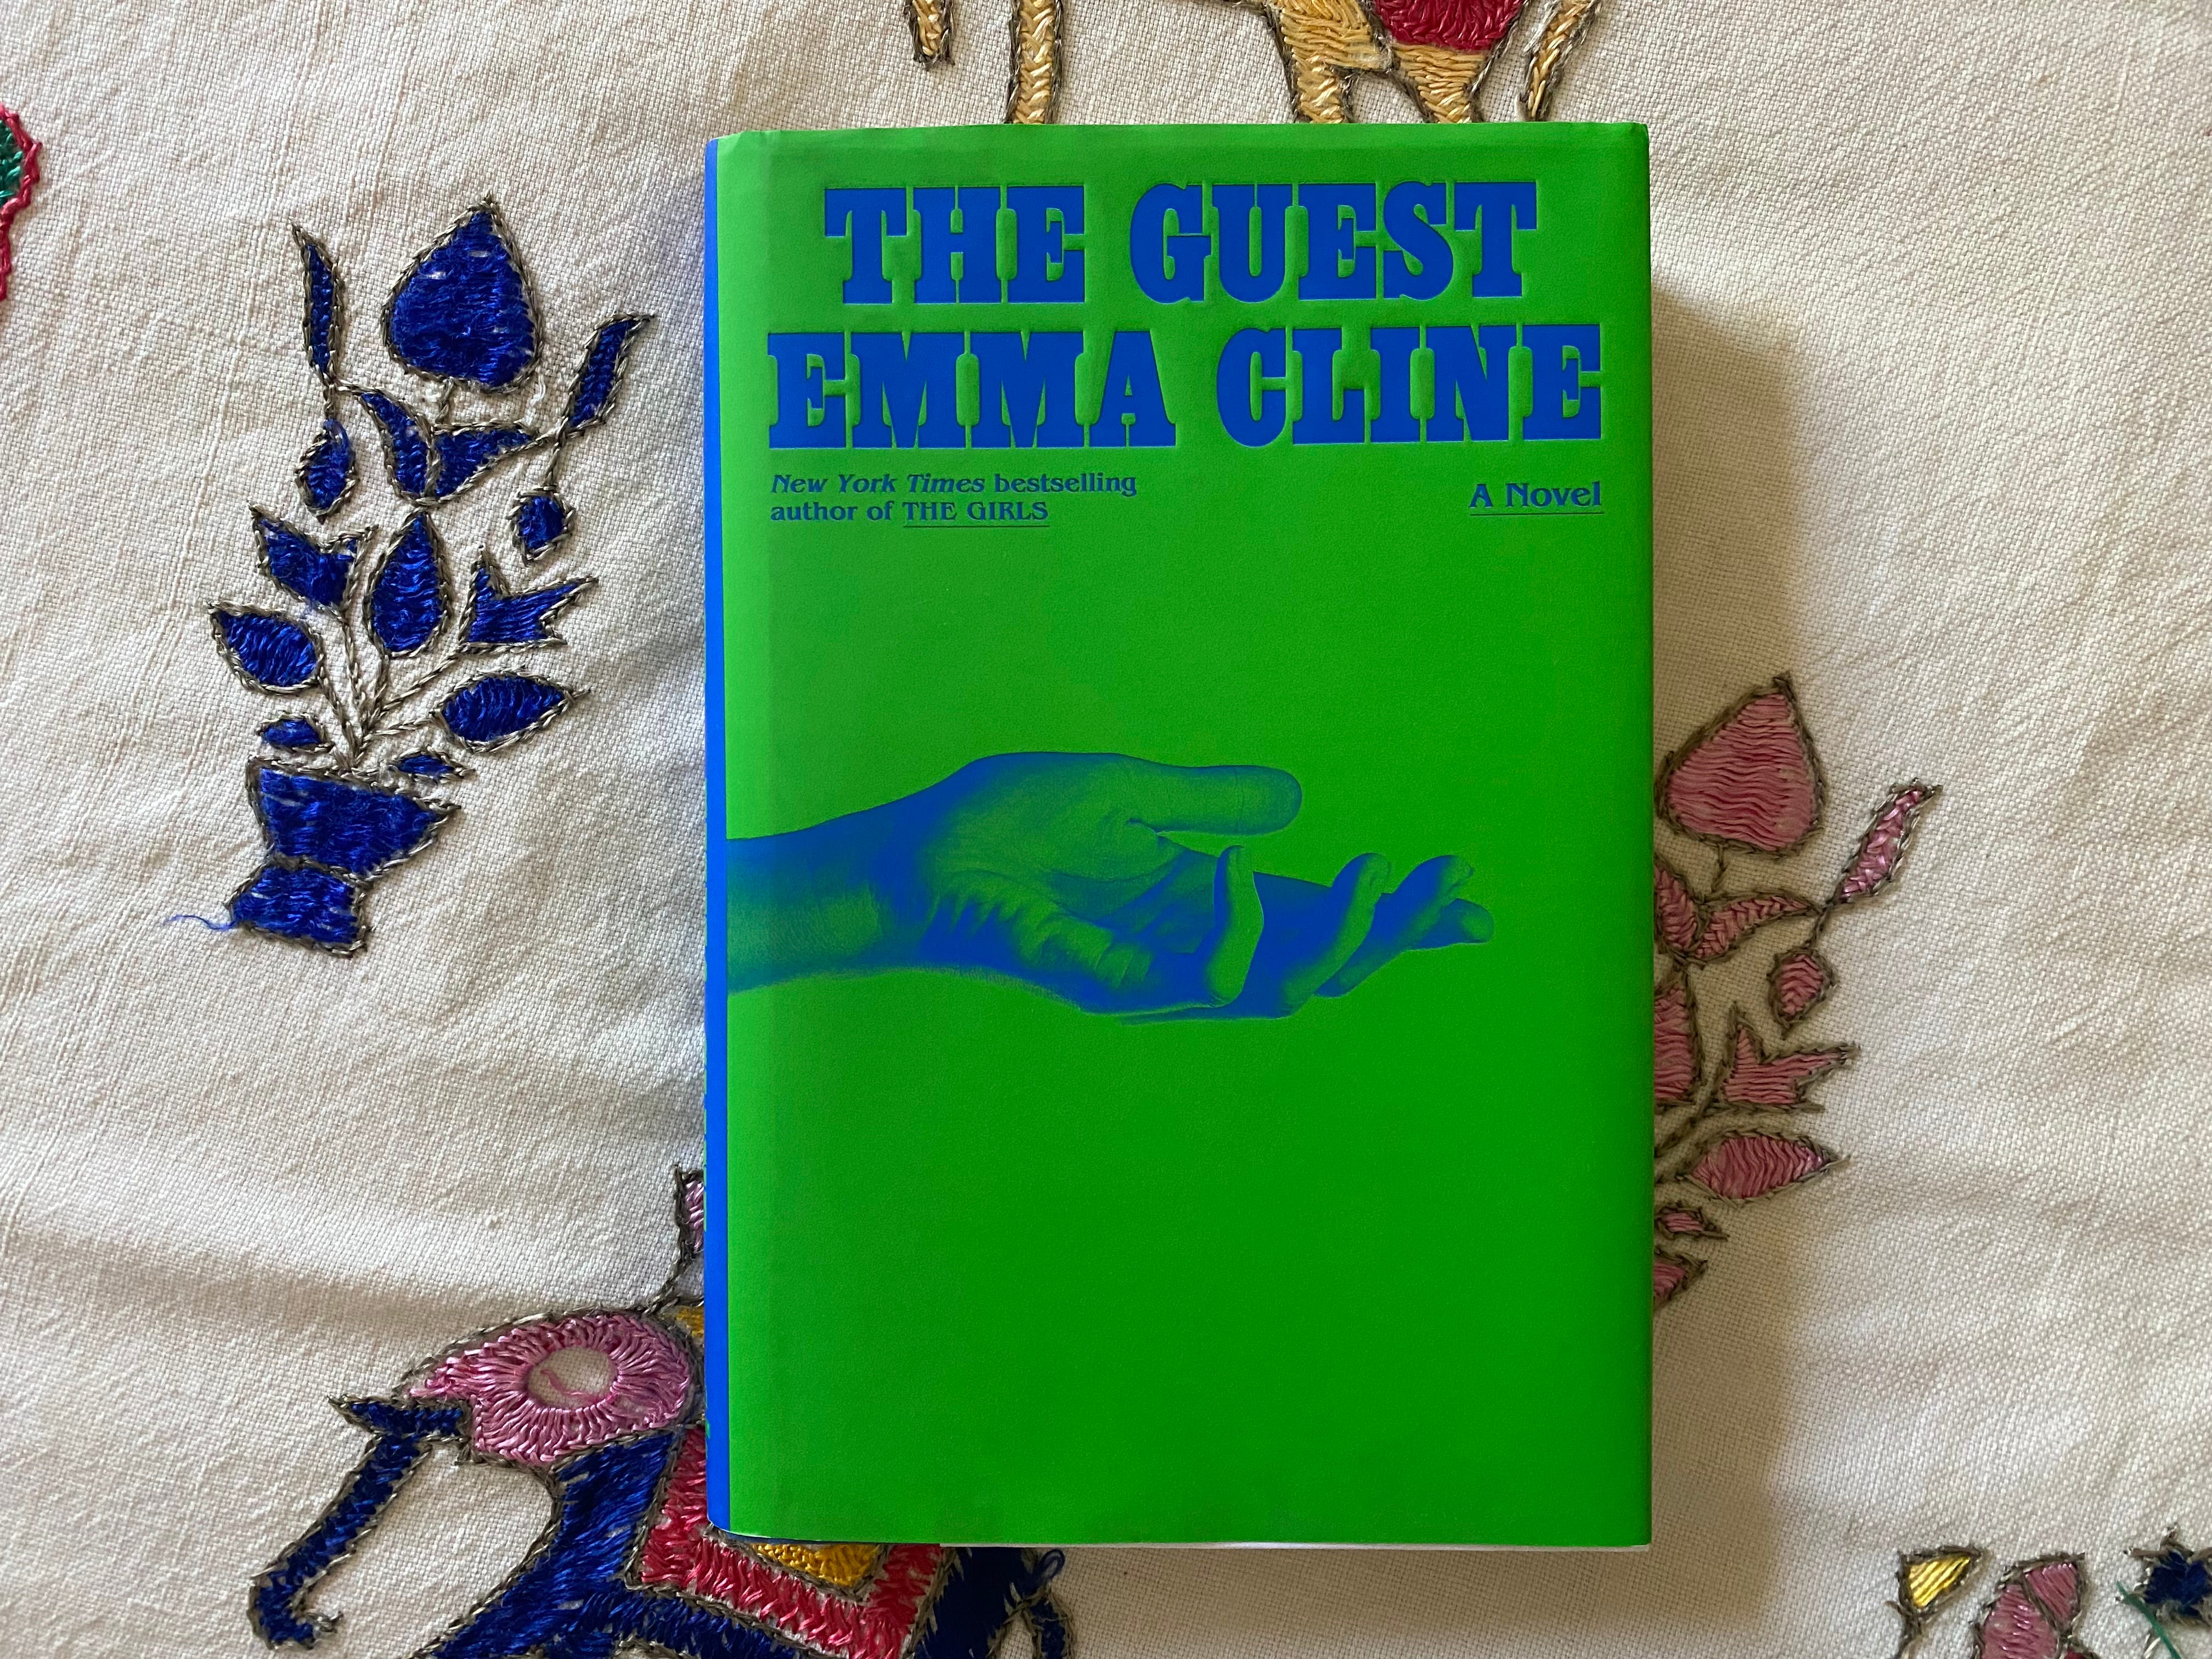 THE GUEST
EMMA CLINE
New York Times bestselling
author of THE GIRLS
A Novel